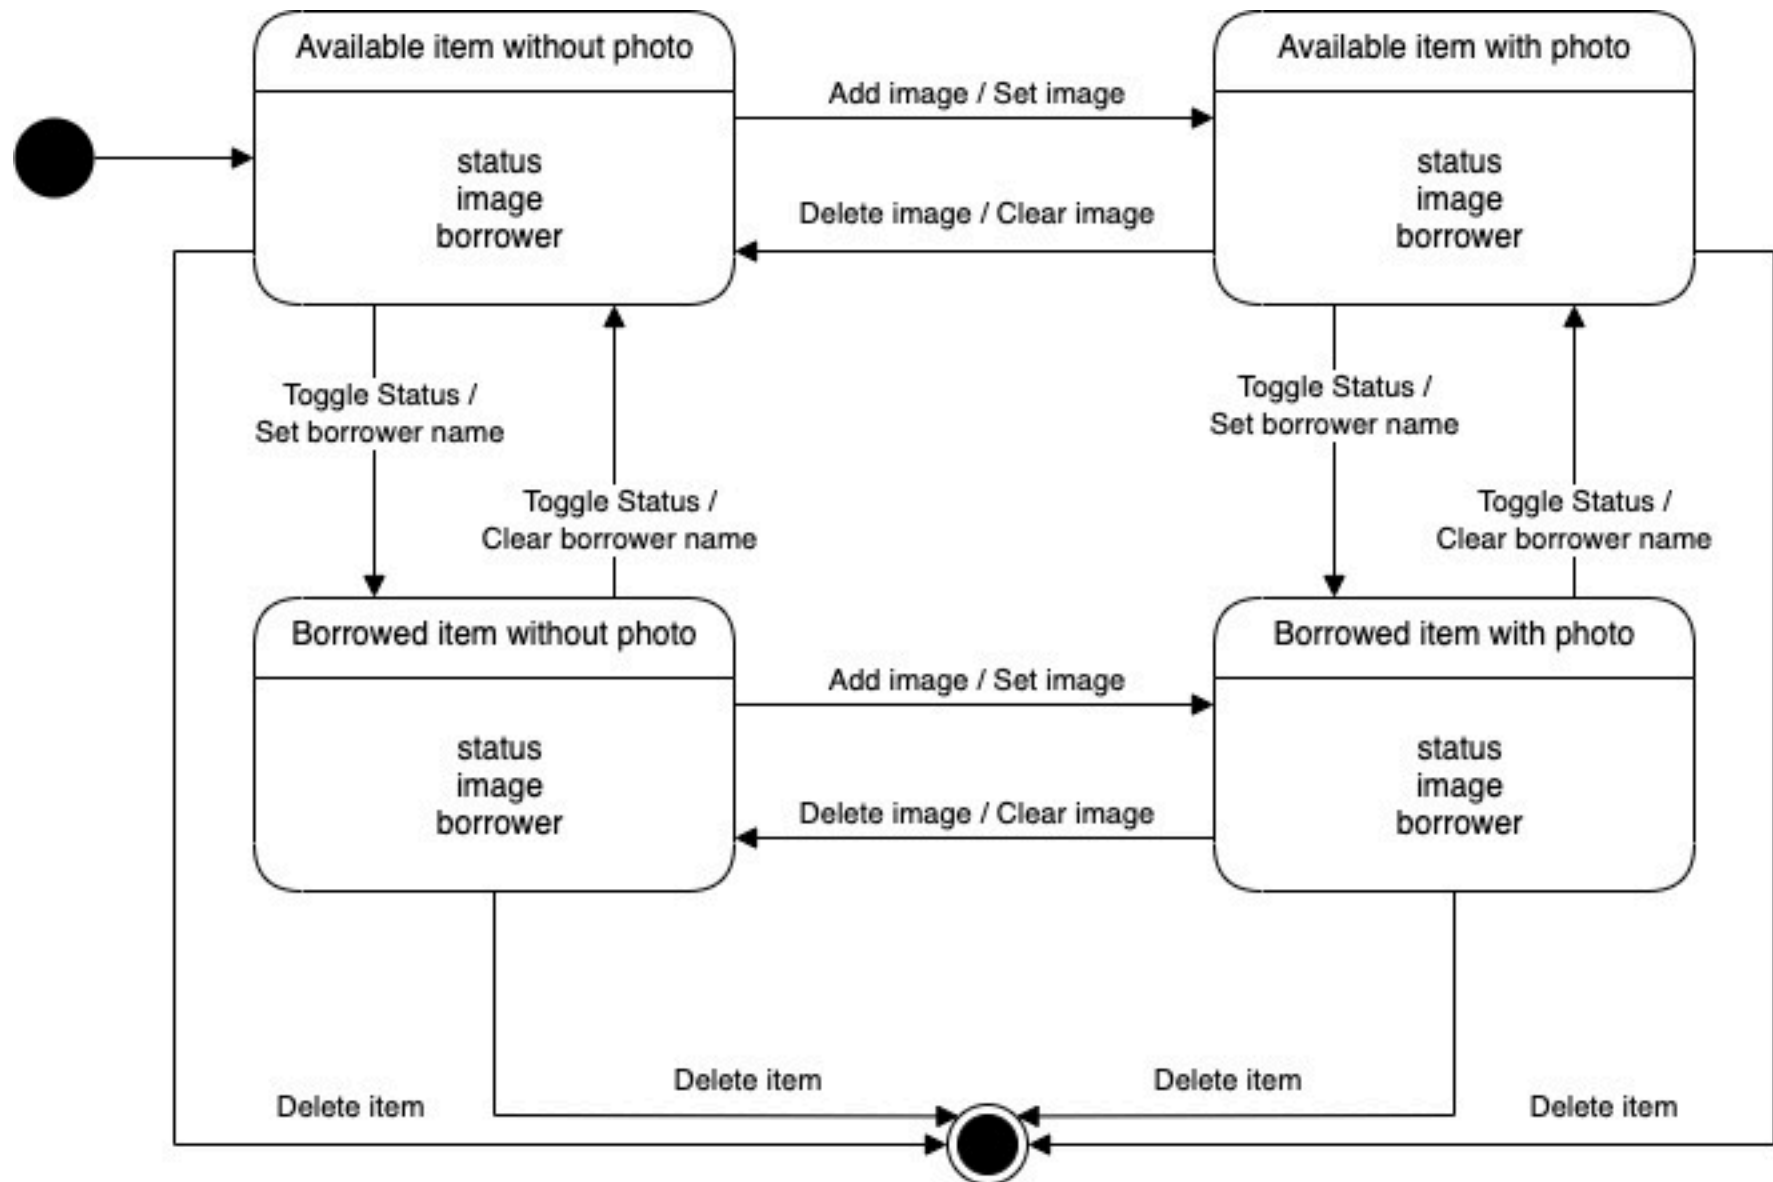 Available item without photo
status
image
borrower
Add image / Set image
Delete image / Clear image
Available item with photo
status
image
borrower
Toggle Status /
Set borrower name
Toggle Status /
Clear borrower name
Toggle Status /
Set borrower name
Toggle Status /
Clear borrower name
Borrowed item without photo
status
image
borrower
Add image / Set image
Delete image / Clear image
Borrowed item with photo
status
image
borrower
Delete item
Delete item
Delete item
Delete item